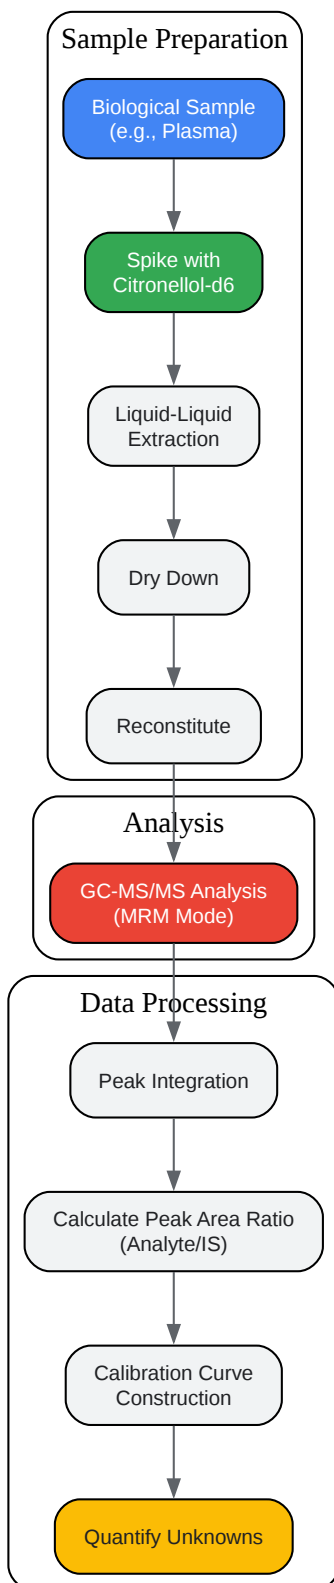 Sample Preparation
Biological Sample
(e.g., Plasma)
Spike with
Citronellol-d6
Liquid-Liquid
Extraction
Dry Down
Reconstitute
Analysis
GC-MS/MS Analysis
(MRM Mode)
Data Processing
Peak Integration
Calculate Peak Area Ratio
(Analyte/IS)
Calibration Curve
Construction
Quantify Unknowns